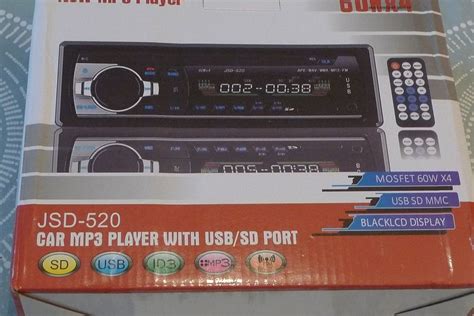 MP3 Player
60WX4
JSD-520
002-00:38
USB
MOSFET 60W X4
USB SD MMC
BLACKLCD DISPLAY
JSD-520
CAR MP3 PLAYER WITH USB/SD PORT
SD USB ID3 MP3